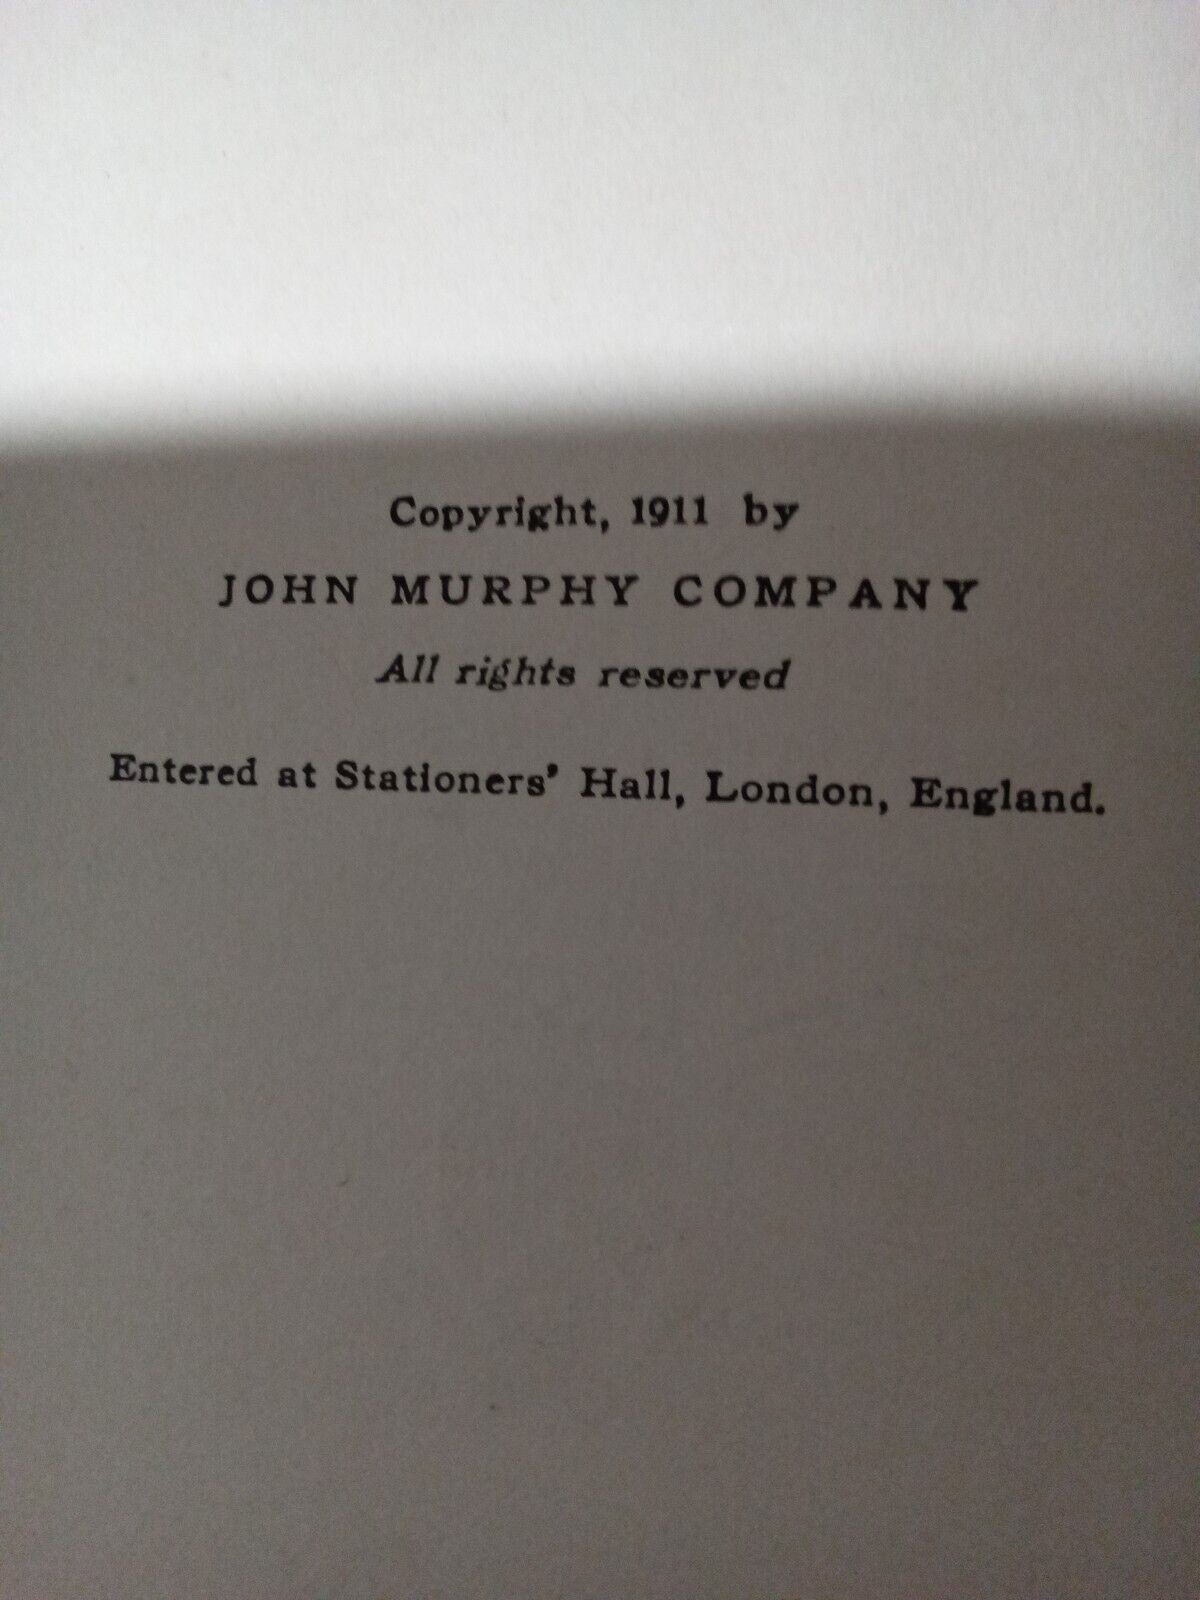 Copyright, 1911 by
JOHN MURPHY COMPANY
All rights reserved
Entered at Stationers' Hall, London, England.